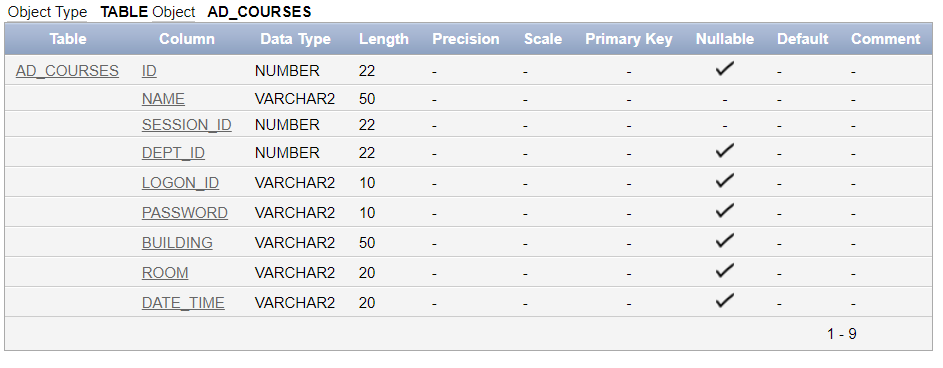 Object Type TABLE Object AD_COURSES
Table Column Data Type Length Precision Scale Primary Key Nullable Default Comment
AD_COURSES ID NUMBER 22 - - - ✓ - -
NAME VARCHAR2 50 - - - - - -
SESSION_ID NUMBER 22 - - - - - -
DEPT_ID NUMBER 22 - - - ✓ - -
LOGON_ID VARCHAR2 10 - - - ✓ - -
PASSWORD VARCHAR2 10 - - - ✓ - -
BUILDING VARCHAR2 50 - - - ✓ - -
ROOM VARCHAR2 20 - - - ✓ - -
DATE_TIME VARCHAR2 20 - - - ✓ - -
1 - 9